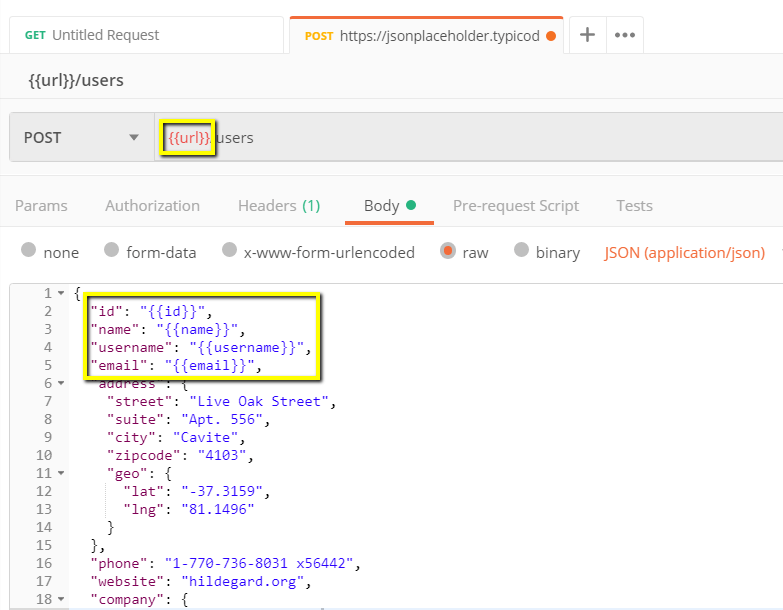 GET Untitled Request
POST https://jsonplaceholder.typicod
{{url}}/users
POST {{url}}/users
Params Authorization Headers (1) Body Pre-request Script Tests
none form-data x-www-form-urlencoded raw binary JSON (application/json)
1 {
2 "id": "{{id}}",
3 "name": "{{name}}",
4 "username": "{{username}}",
5 "email": "{{email}}",
6 "address": {
7 "street": "Live Oak Street",
8 "suite": "Apt. 556",
9 "city": "Cavite",
10 "zipcode": "4103",
11 "geo": {
12 "lat": "-37.3159",
13 "lng": "81.1496"
14 }
15 },
16 "phone": "1-770-736-8031 x56442",
17 "website": "hildegard.org",
18 "company": {